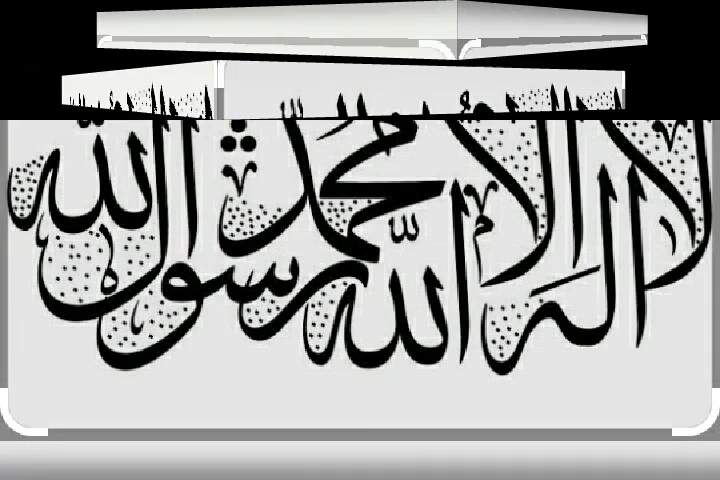 لا اله الا الله محمد رسول الله